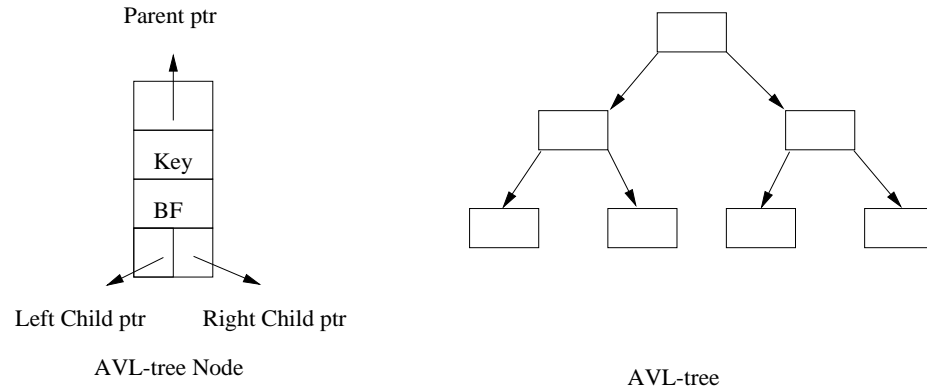 Parent ptr
Key
BF
Left Child ptr
Right Child ptr
AVL-tree Node
AVL-tree